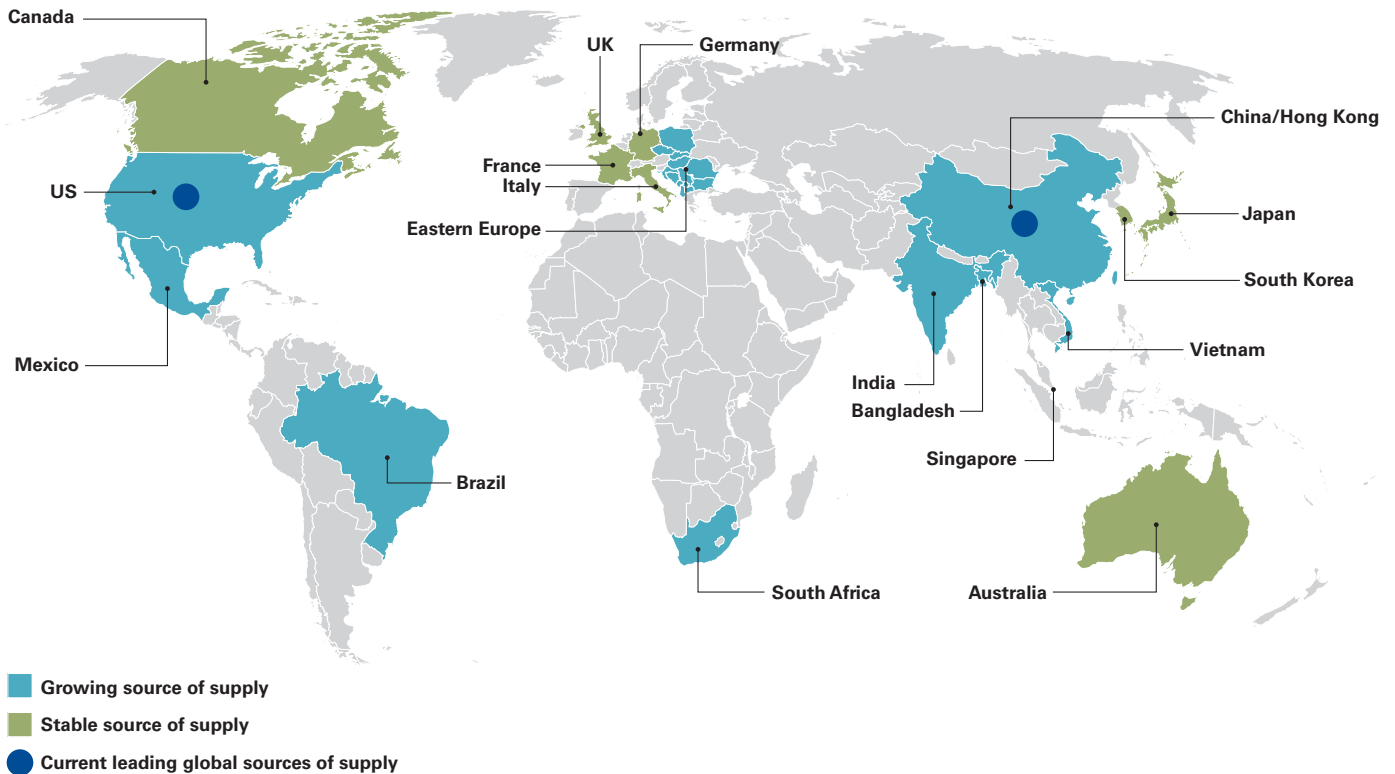 Canada
UK
Germany
China/Hong Kong
France
Italy
US
Eastern Europe
Japan
South Korea
Mexico
Vietnam
India
Bangladesh
Singapore
Brazil
South Africa
Australia
Growing source of supply
Stable source of supply
Current leading global sources of supply